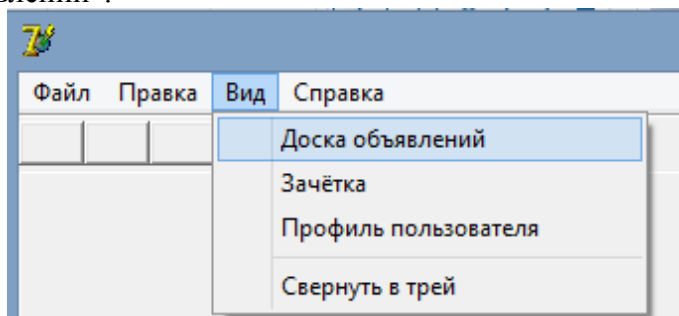 Файл Правка Вид Справка
Доска объявлений
Зачётка
Профиль пользователя
Свернуть в трей